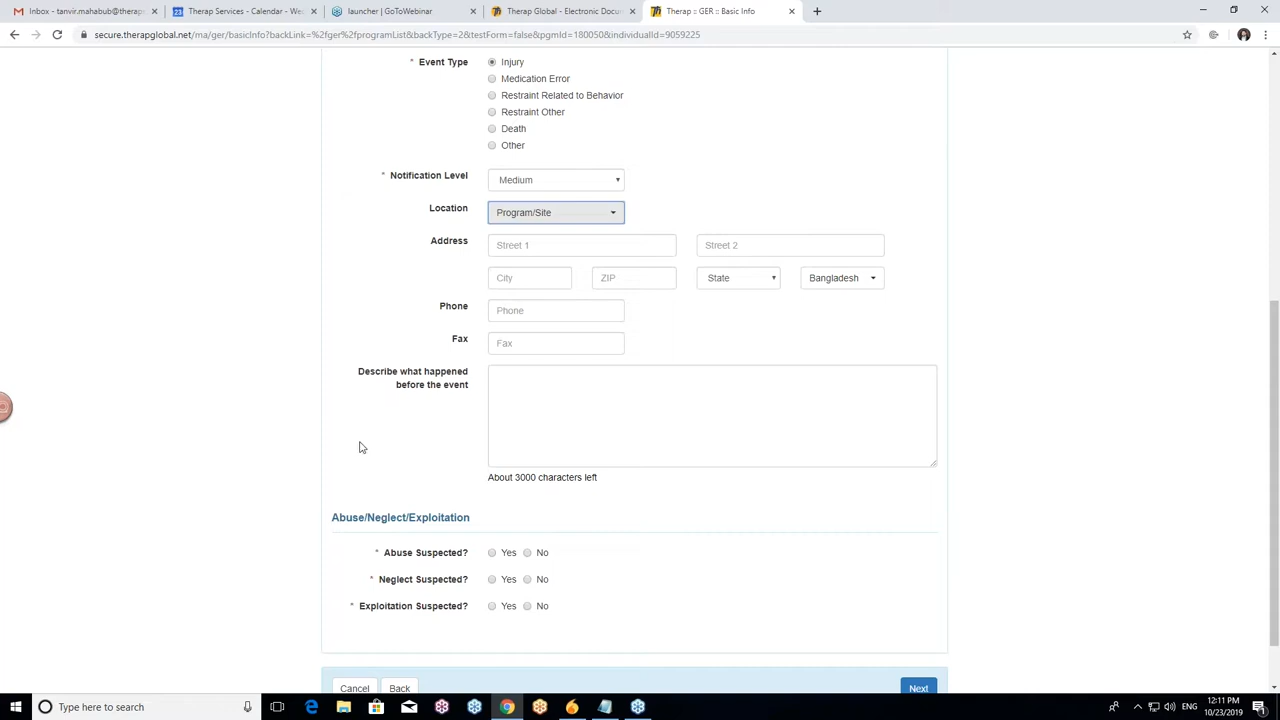 Inbox - tanvir.mahabub@therap
Therap Services - Calendar - We
launcher | GoToWebinar
Therap Global - Electronic Docu
Therap :: GER :: Basic Info
secure.therapglobal.net/ma/ger/basicInfo?backLink=%2fger%2fprogramList&backType=2&testForm=false&pgmId=180050&individualId=9059225
* Event Type
Injury
Medication Error
Restraint Related to Behavior
Restraint Other
Death
Other
* Notification Level
Medium
Location
Program/Site
Address
Street 1
Street 2
City
ZIP
State
Bangladesh
Phone
Phone
Fax
Fax
Describe what happened
before the event
About 3000 characters left
Abuse/Neglect/Exploitation
* Abuse Suspected? Yes No
* Neglect Suspected? Yes No
* Exploitation Suspected? Yes No
Cancel
Back
Next
Type here to search
12:11 PM
10/23/2019